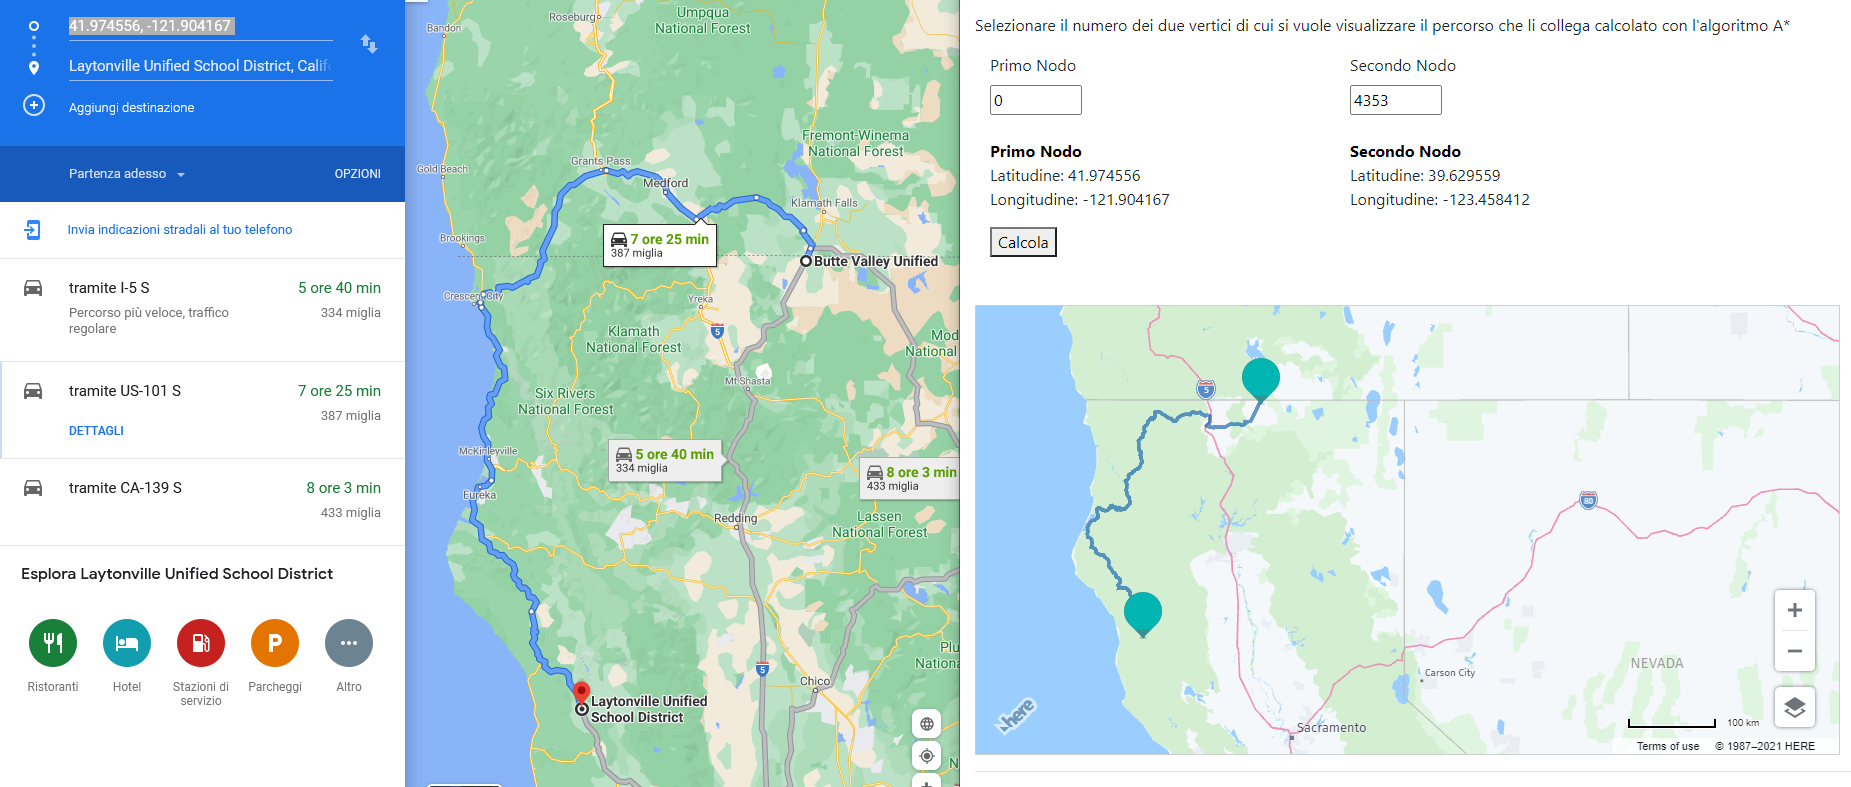 41.974556, -121.904167
Laytonville Unified School District, Califo
Aggiungi destinazione
Partenza adesso
OPZIONI
Invia indicazioni stradali al tuo telefono
tramite I-5 S
5 ore 40 min
Percorso più veloce, traffico regolare
334 miglia
tramite US-101 S
7 ore 25 min
387 miglia
DETTAGLI
tramite CA-139 S
8 ore 3 min
433 miglia
Esplora Laytonville Unified School District
Ristoranti
Hotel
Stazioni di servizio
Parcheggi
Altro
Roseburg
Umpqua
National Forest
Bandon
Fremont-Winema
National Forest
Grants Pass
Gold Beach
Medford
Klamath Falls
Brookings
7 ore 25 min
387 miglia
Butte Valley Unified
Crescent City
Yreka
5
Klamath
National Forest
Mod
National
Mt Shasta
Six Rivers
National Forest
McKinleyville
5 ore 40 min
334 miglia
8 ore 3 min
433 miglia
Eureka
Redding
Lassen
National Forest
Plu
Nationa
5
Chico
Laytonville Unified
School District
N
Selezionare il numero dei due vertici di cui si vuole visualizzare il percorso che li collega calcolato con l'algoritmo A*
Primo Nodo
Secondo Nodo
0
4353
Primo Nodo
Secondo Nodo
Latitudine: 41.974556
Latitudine: 39.629559
Longitudine: -121.904167
Longitudine: -123.458412
Calcola
5
80
NEVADA
Carson City
Sacramento
here
100 km
Terms of use
© 1987–2021 HERE